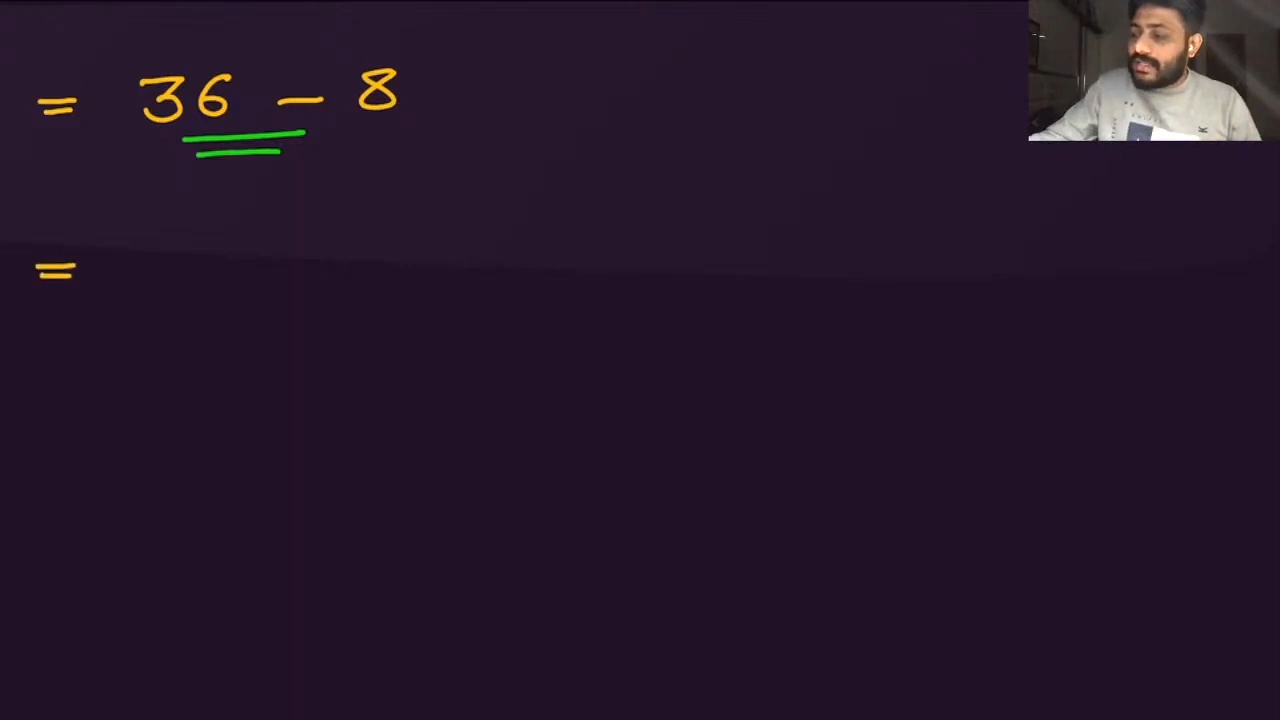 = 36 - 8
=